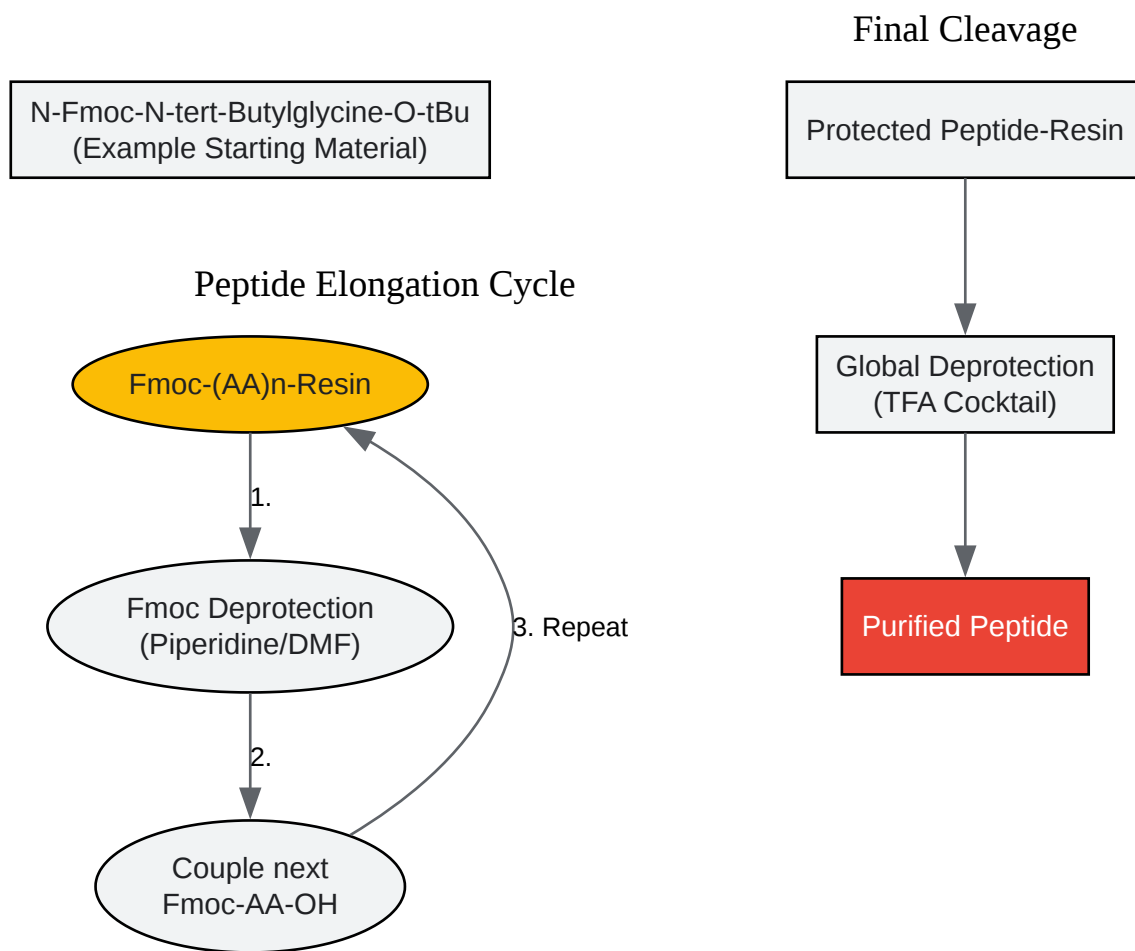 N-Fmoc-N-tert-Butylglycine-O-tBu
(Example Starting Material)
Peptide Elongation Cycle
Fmoc-(AA)n-Resin
1.
Fmoc Deprotection
(Piperidine/DMF)
3. Repeat
2.
Couple next
Fmoc-AA-OH
Final Cleavage
Protected Peptide-Resin
Global Deprotection
(TFA Cocktail)
Purified Peptide